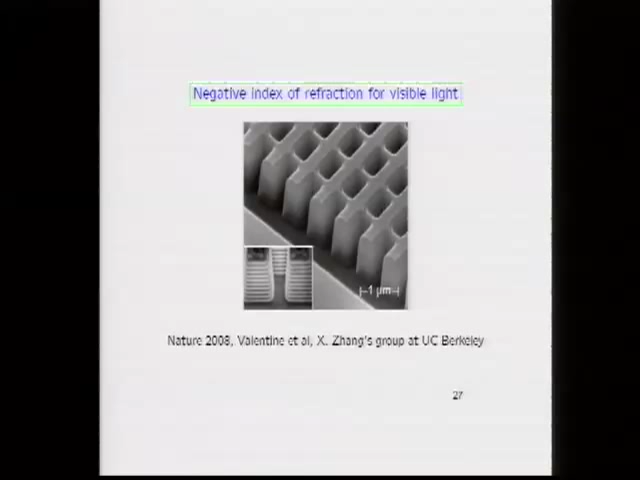 Negative index of refraction for visible light
1 μm
Nature 2008, Valentine et al, X. Zhang's group at UC Berkeley
27